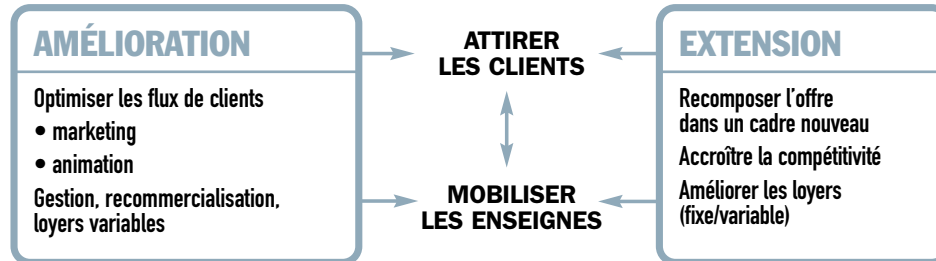 AMÉLIORATION
Optimiser les flux de clients
• marketing
• animation
Gestion, recommercialisation,
loyers variables
ATTIRER
LES CLIENTS
MOBILISER
LES ENSEIGNES
EXTENSION
Recomposer l'offre
dans un cadre nouveau
Accroître la compétitivité
Améliorer les loyers
(fixe/variable)